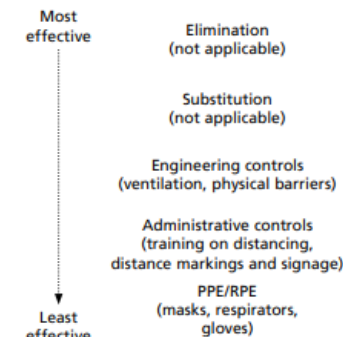 Most
effective
Elimination
(not applicable)
Substitution
(not applicable)
Engineering controls
(ventilation, physical barriers)
Administrative controls
(training on distancing,
distance markings and signage)
PPE/RPE
(masks, respirators,
gloves)
Least
effective